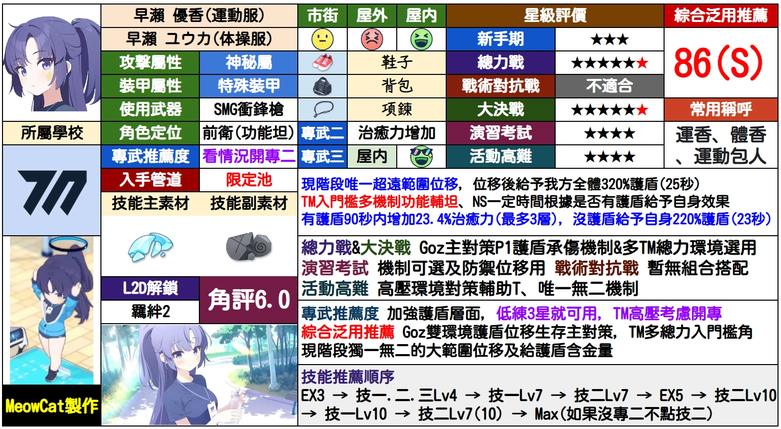 早瀨 優香(運動服)
早瀬 ユウカ(体操服)
攻擊屬性 神秘屬
裝甲屬性 特殊裝甲
使用武器 SMG衝鋒槍
所屬學校 角色定位 前衛(功能坦)
專武推薦度 看情況開專二
入手管道 限定池
技能主素材 技能副素材
L2D解鎖
羈絆2
角評6.0
MeowCat製作
市街 屋外 屋內
鞋子
背包
項鍊
專武二 治癒力增加
專武三 屋內
星級評價
新手期 ★★★
總力戰 ★★★★★★
戰術對抗戰 不適合
大決戰 ★★★★★★
演習考試 ★★★★
活動高難 ★★★★
綜合泛用推薦
86(S)
常用稱呼
運香、體香
、運動包人
現階段唯一超遠範圍位移, 位移後給予我方全體320%護盾(25秒)
TM入門檻多機制功能輔坦、NS一定時間根據是否有護盾給予自身效果
有護盾90秒內增加23.4%治癒力(最多3層), 沒護盾給予自身220%護盾(23秒)
總力戰&大決戰 Goz主對策P1護盾承傷機制&多TM總力環境選用
演習考試 機制可選及防禦位移用 戰術對抗戰 暫無組合搭配
活動高難 高壓環境對策輔助T、唯一無二機制
專武推薦度 加強護盾層面, 低練3星就可用, TM高壓考慮開專
綜合泛用推薦 Goz雙環境護盾位移生存主對策, TM多總力入門檻角
現階段獨一無二的大範圍位移及給護盾含金量
技能推薦順序
EX3 → 技一.二.三Lv4 → 技一Lv7 → 技二Lv7 → EX5 → 技二Lv10
→ 技一Lv10 → 技二Lv7(10) → Max(如果沒專二不點技二)